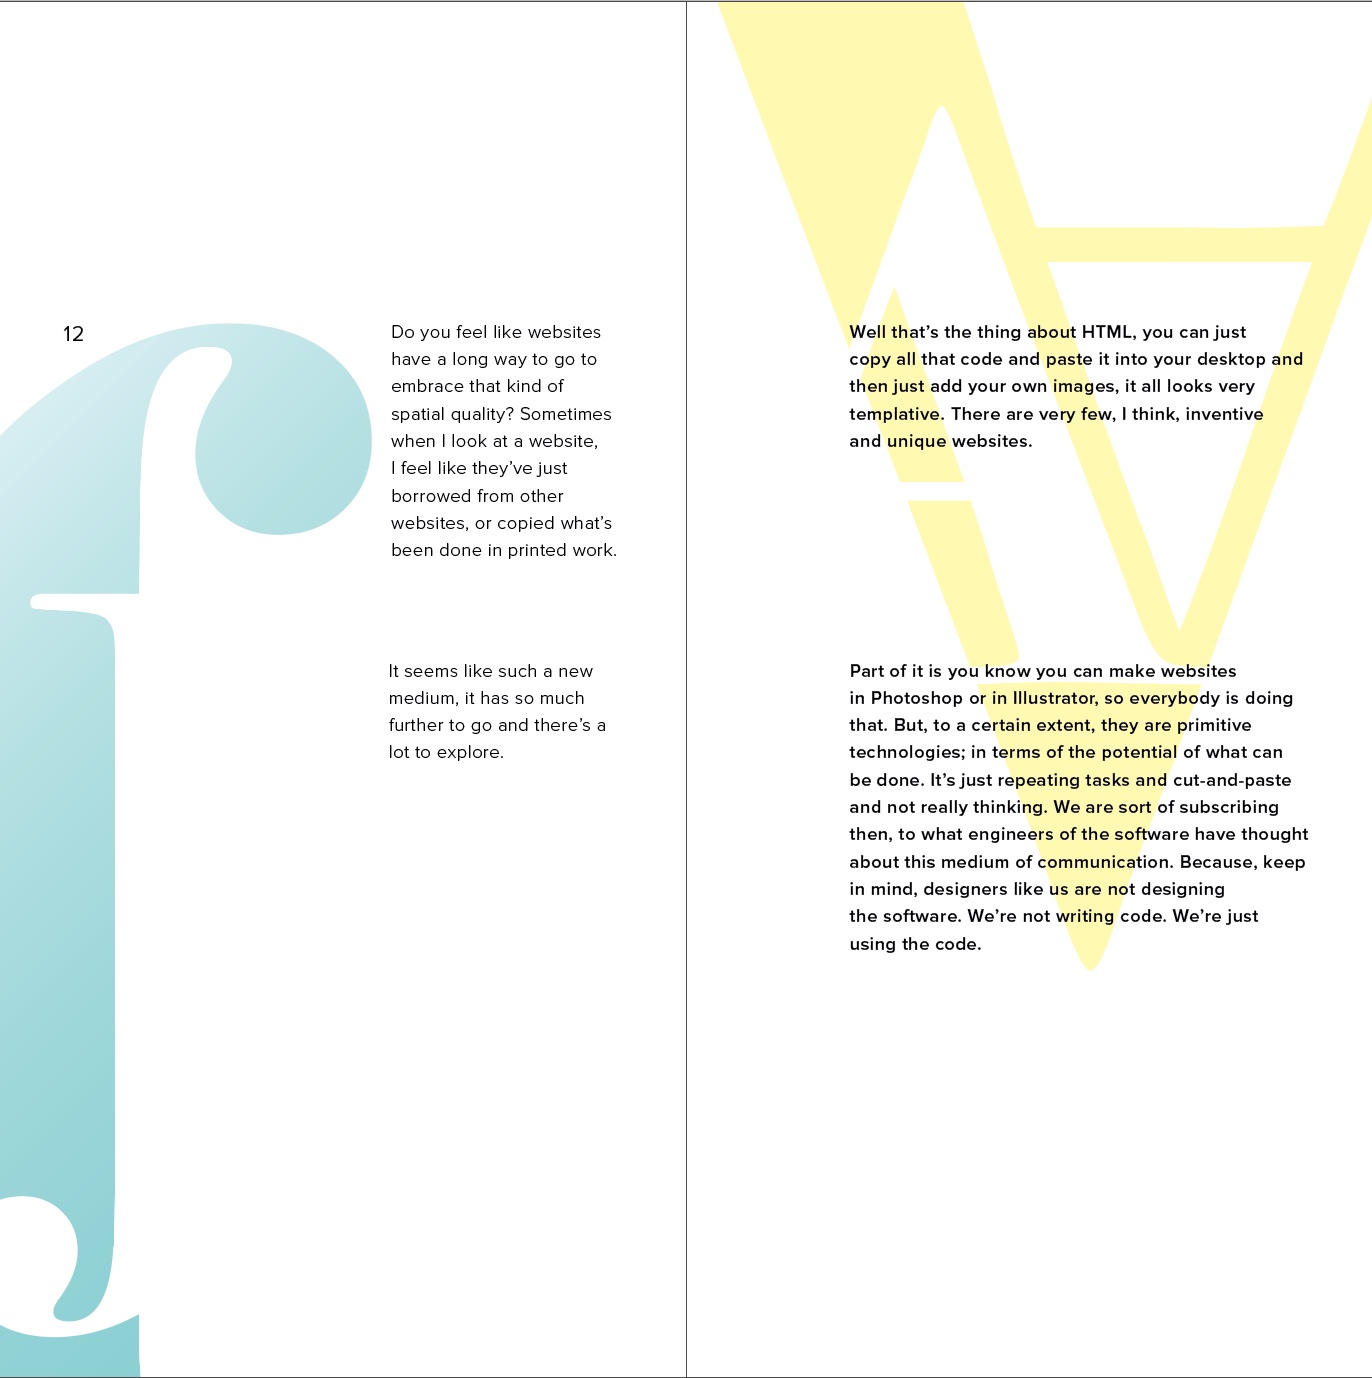 12
Do you feel like websites
have a long way to go to
embrace that kind of
spatial quality? Sometimes
when I look at a website,
I feel like they’ve just
borrowed from other
websites, or copied what’s
been done in printed work.
It seems like such a new
medium, it has so much
further to go and there’s a
lot to explore.
Well that’s the thing about HTML, you can just
copy all that code and paste it into your desktop and
then just add your own images, it all looks very
templative. There are very few, I think, inventive
and unique websites.
Part of it is you know you can make websites
in Photoshop or in Illustrator, so everybody is doing
that. But, to a certain extent, they are primitive
technologies; in terms of the potential of what can
be done. It’s just repeating tasks and cut-and-paste
and not really thinking. We are sort of subscribing
then, to what engineers of the software have thought
about this medium of communication. Because, keep
in mind, designers like us are not designing
the software. We’re not writing code. We’re just
using the code.